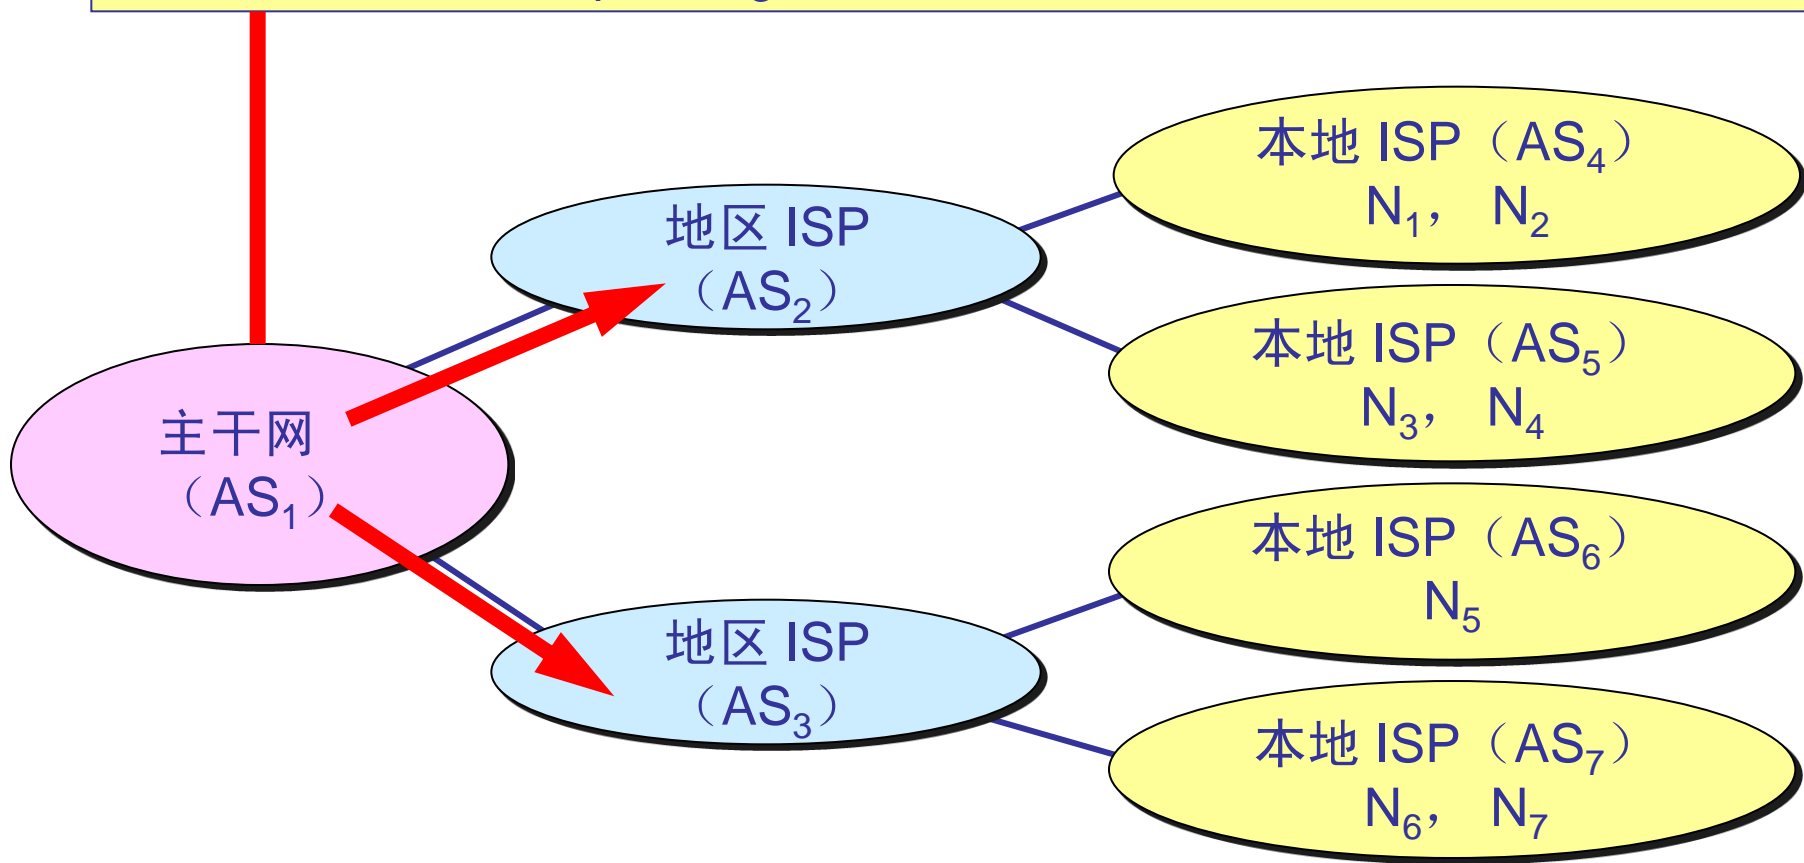 本地 ISP（AS4）
N1， N2
地区 ISP
（AS2）
本地 ISP（AS5）
N3， N4
主干网
（AS1）
本地 ISP（AS6）
N5
地区 ISP
（AS3）
本地 ISP（AS7）
N6， N7